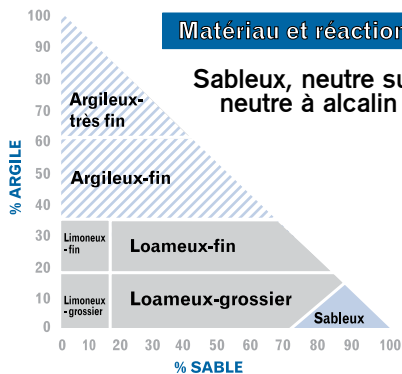 Matériau et réaction
Sableux, neutre su
neutre à alcalin
100
90
80
70
60
50
40
30
20
10
0
% ARGILE
Argileux-
très fin
Argileux-fin
Limoneux
-fin
Loameux-fin
Limoneux
-grossier
Loameux-grossier
Sableux
0 10 20 30 40 50 60 70 80 90 100
% SABLE